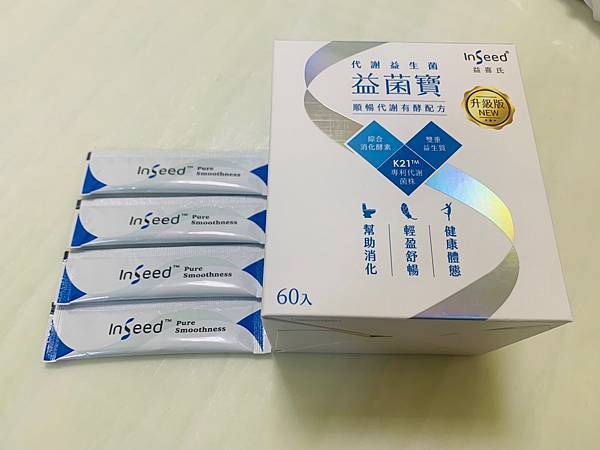 InSeed®
益喜氏
代謝益生菌
益菌寶
順暢代謝有酵配方
升級版
NEW
綜合
消化酵素
雙重
益生質
K21™
專利代謝
菌株
幫助消化
輕盈舒暢
健康體態
60入
InSeed™ Pure
Smoothness
InSeed™ Pure
Smoothness
InSeed™ Pure
Smoothness
InSeed™ Pure
Smoothness